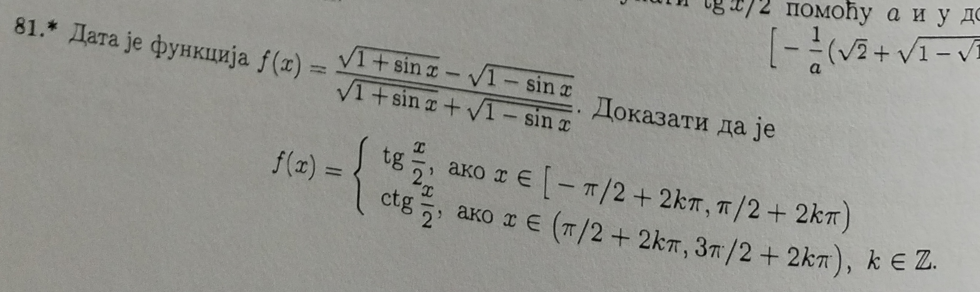 tg x/2 помоћу a и у
[ − 1/a (√2 + √1 −
81.* Дата је функција f(x) = (√(1 + sin x) − √(1 − sin x)) / (√(1 + sin x) + √(1 − sin x)). Доказати да је
f(x) = { tg x/2, ако x ∈ [ − π/2 + 2kπ, π/2 + 2kπ)
ctg x/2, ако x ∈ (π/2 + 2kπ, 3π/2 + 2kπ), k ∈ ℤ.